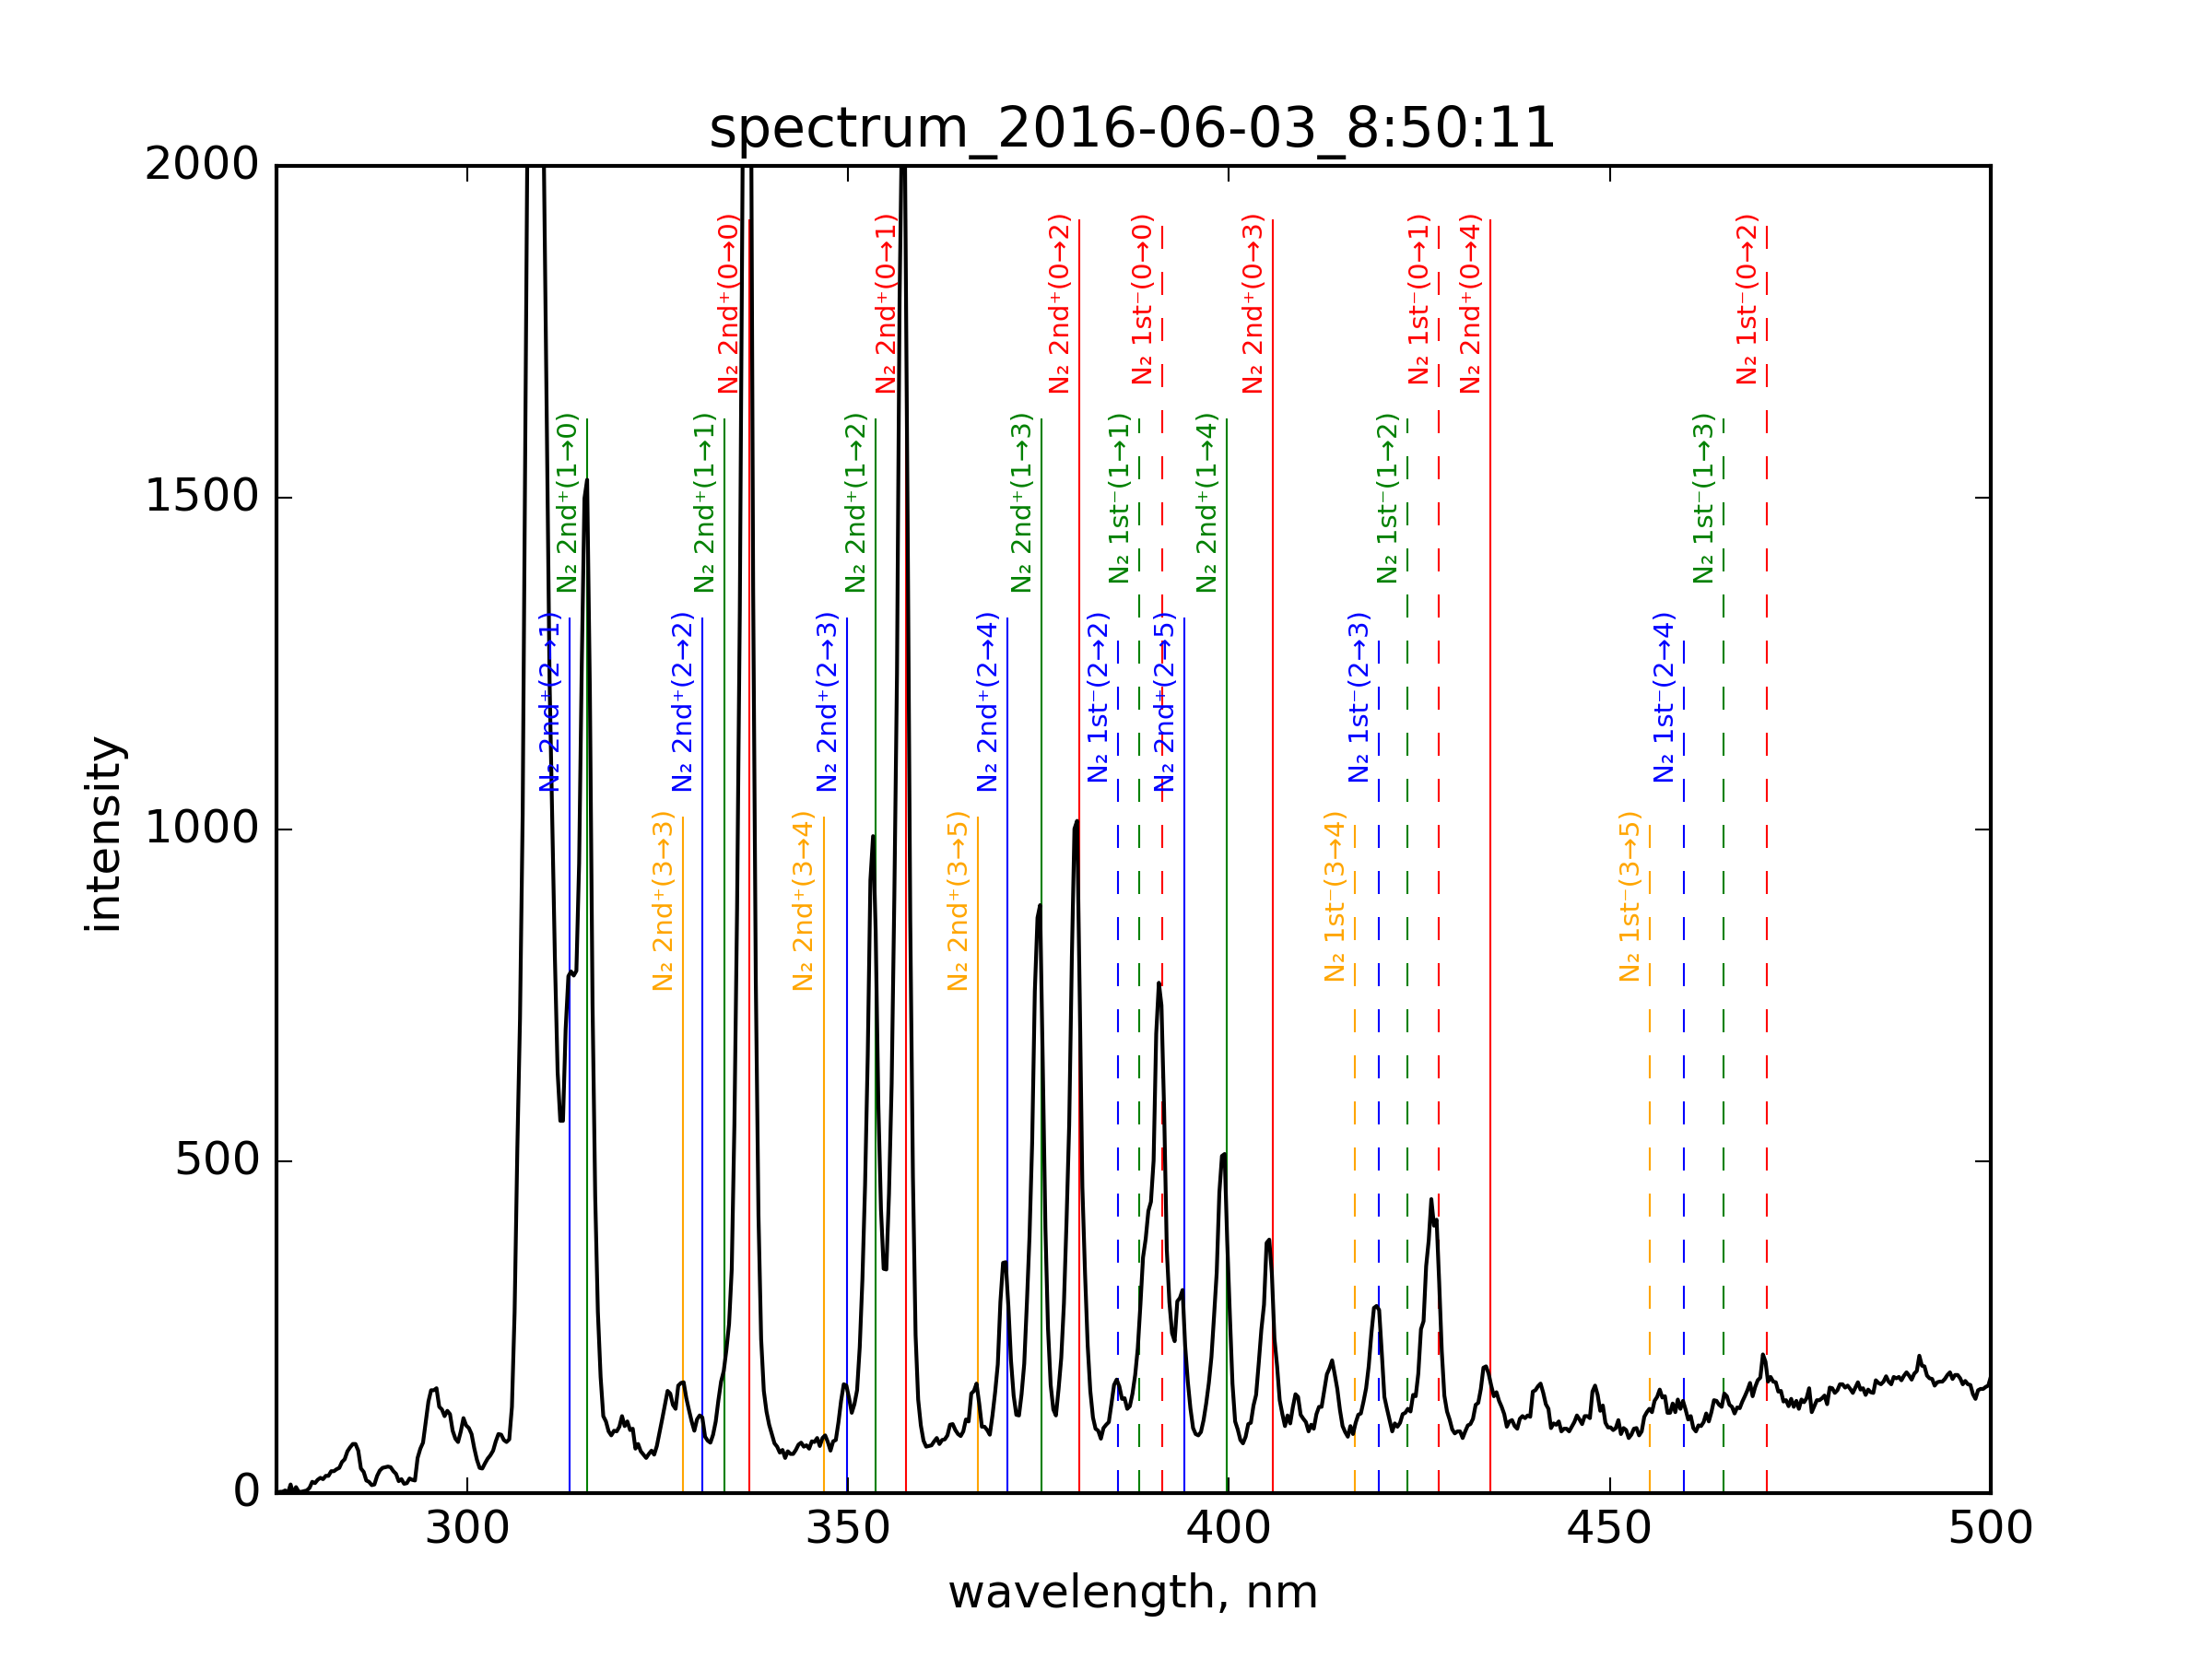 spectrum_2016-06-03_8:50:11
2000
1500
1000
500
0
intensity
N₂ 2nd⁺(0→0)
N₂ 2nd⁺(0→1)
N₂ 2nd⁺(0→2)
N₂ 1st⁻(0→0)
N₂ 2nd⁺(0→3)
N₂ 1st⁻(0→1)
N₂ 2nd⁺(0→4)
N₂ 1st⁻(0→2)
N₂ 2nd⁺(1→0)
N₂ 2nd⁺(1→1)
N₂ 2nd⁺(1→2)
N₂ 2nd⁺(1→3)
N₂ 1st⁻(1→1)
N₂ 2nd⁺(1→4)
N₂ 1st⁻(1→2)
N₂ 1st⁻(1→3)
N₂ 2nd⁺(2→1)
N₂ 2nd⁺(2→2)
N₂ 2nd⁺(2→3)
N₂ 2nd⁺(2→4)
N₂ 1st⁻(2→2)
N₂ 2nd⁺(2→5)
N₂ 1st⁻(2→3)
N₂ 1st⁻(2→4)
N₂ 2nd⁺(3→3)
N₂ 2nd⁺(3→4)
N₂ 2nd⁺(3→5)
N₂ 1st⁻(3→4)
N₂ 1st⁻(3→5)
300 350 400 450 500
wavelength, nm